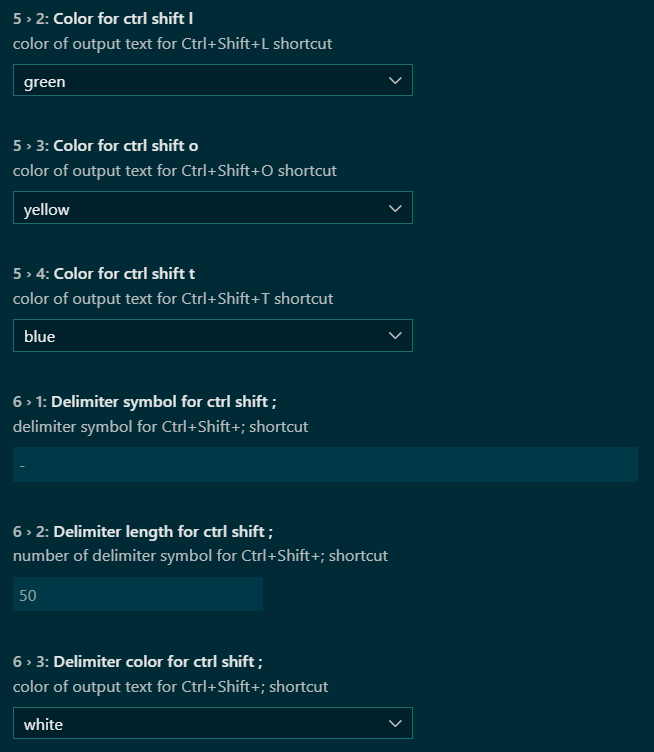 5 › 2: Color for ctrl shift l
color of output text for Ctrl+Shift+L shortcut
green
5 › 3: Color for ctrl shift o
color of output text for Ctrl+Shift+O shortcut
yellow
5 › 4: Color for ctrl shift t
color of output text for Ctrl+Shift+T shortcut
blue
6 › 1: Delimiter symbol for ctrl shift ;
delimiter symbol for Ctrl+Shift+; shortcut
-
6 › 2: Delimiter length for ctrl shift ;
number of delimiter symbol for Ctrl+Shift+; shortcut
50
6 › 3: Delimiter color for ctrl shift ;
color of output text for Ctrl+Shift+; shortcut
white